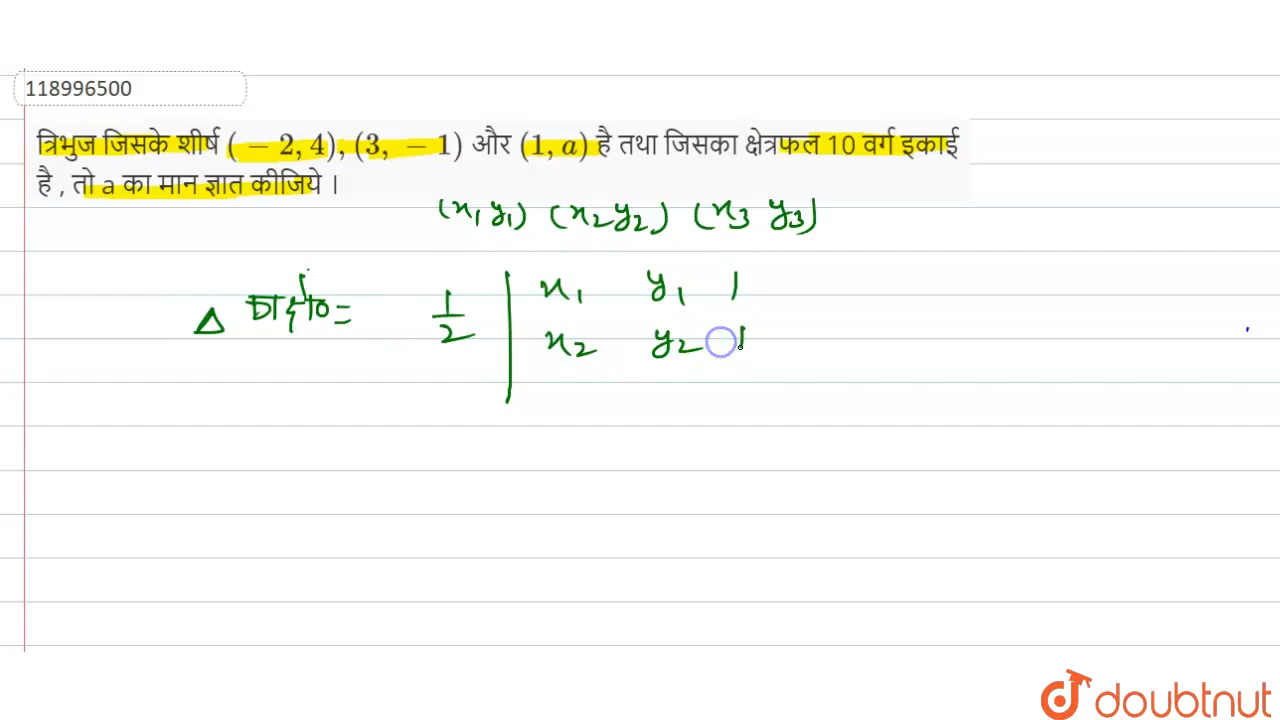 118996500
त्रिभुज जिसके शीर्ष (−2, 4), (3, −1) और (1, a) है तथा जिसका क्षेत्रफल 10 वर्ग इकाई
है , तो a का मान ज्ञात कीजिये ।
(x₁ y₁) (x₂ y₂) (x₃ y₃)
Δ = 1/2 | x₁ y₁ 1
x₂ y₂ 1
doubtnut